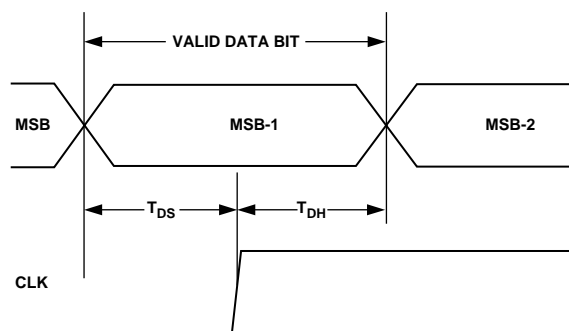 VALID DATA BIT
MSB MSB-1 MSB-2
TDS TDH
CLK